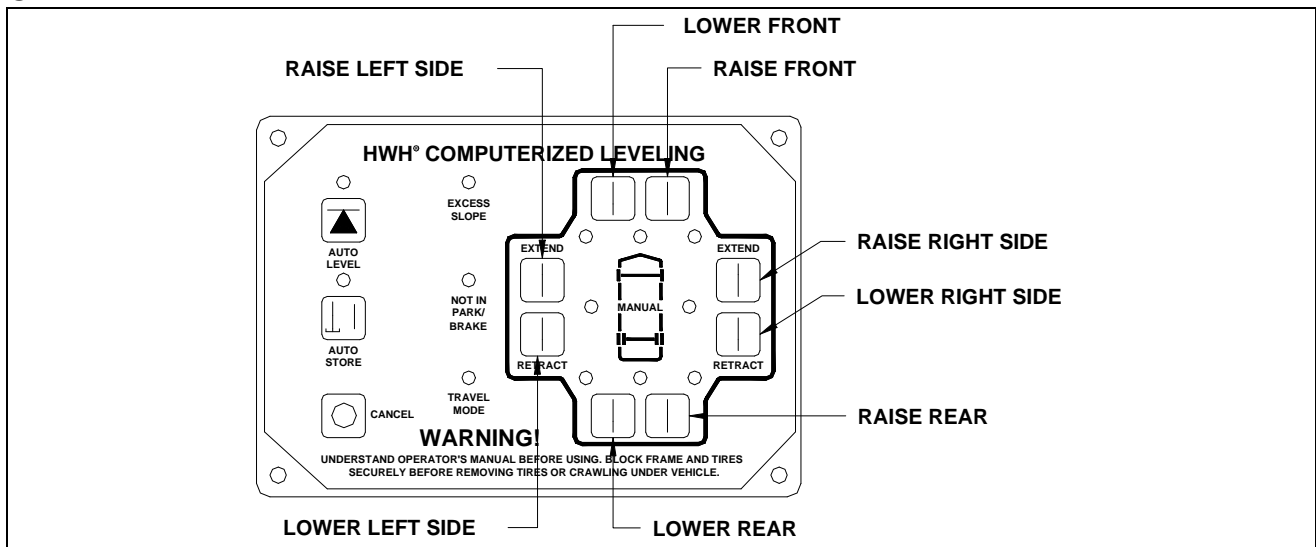 LOWER FRONT
RAISE LEFT SIDE
RAISE FRONT
HWH® COMPUTERIZED LEVELING
EXCESS
SLOPE
AUTO
LEVEL
EXTEND
EXTEND
RAISE RIGHT SIDE
LOWER RIGHT SIDE
NOT IN
PARK/
BRAKE
MANUAL
AUTO
STORE
RETRACT
RETRACT
TRAVEL
MODE
CANCEL
RAISE REAR
WARNING!
UNDERSTAND OPERATOR'S MANUAL BEFORE USING. BLOCK FRAME AND TIRES
SECURELY BEFORE REMOVING TIRES OR CRAWLING UNDER VEHICLE.
LOWER LEFT SIDE
LOWER REAR